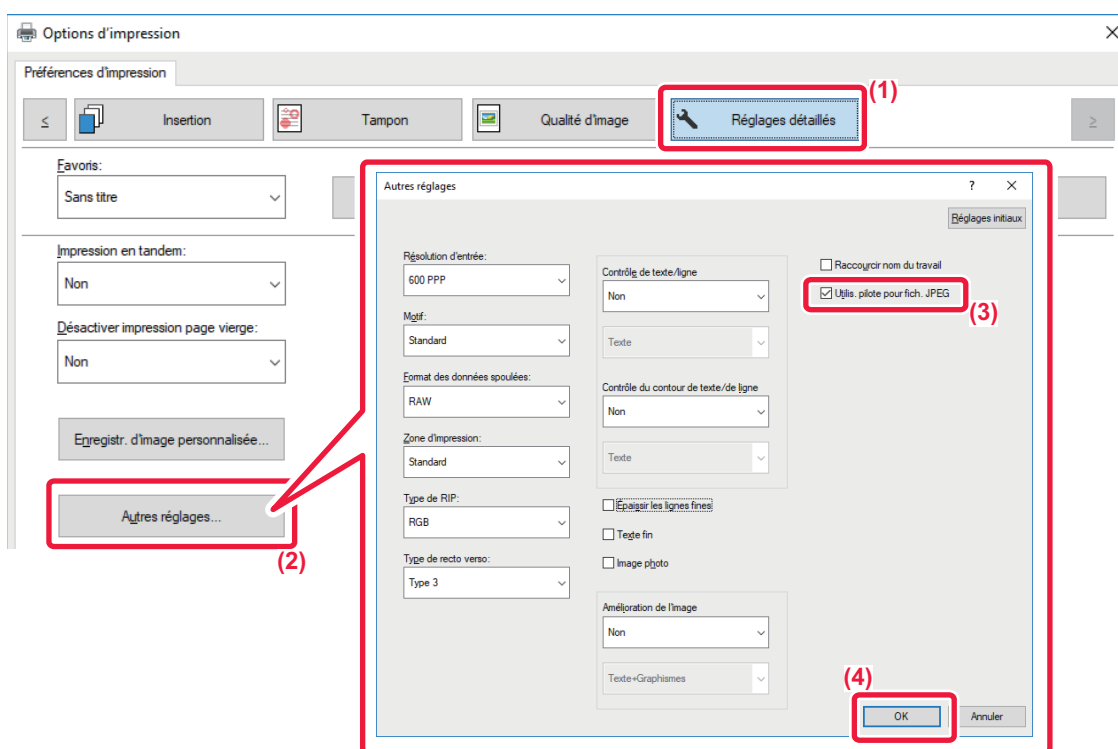 Options d'impression
Préférences d'impression
(1)
<
Insertion
Tampon
Qualité d'image
Réglages détaillés
>
Favoris:
Sans titre
Impression en tandem:
Non
Désactiver impression page vierge:
Non
Enregistr. d'image personnalisée...
Autres réglages...
(2)
Autres réglages
?
Réglages initiaux
Résolution d'entrée:
600 PPP
Motif:
Standard
Format des données spoulées:
RAW
Zone d'impression:
Standard
Type de RIP:
RGB
Type de recto verso:
Type 3
Contrôle de texte/ligne
Non
Texte
Contrôle du contour de texte/de ligne
Non
Texte
Épaissir les lignes fines
Texte fin
Image photo
Amélioration de l'image
Non
Texte+Graphismes
Raccourcir nom du travail
Utilis. pilote pour fich. JPEG
(3)
(4)
OK
Annuler